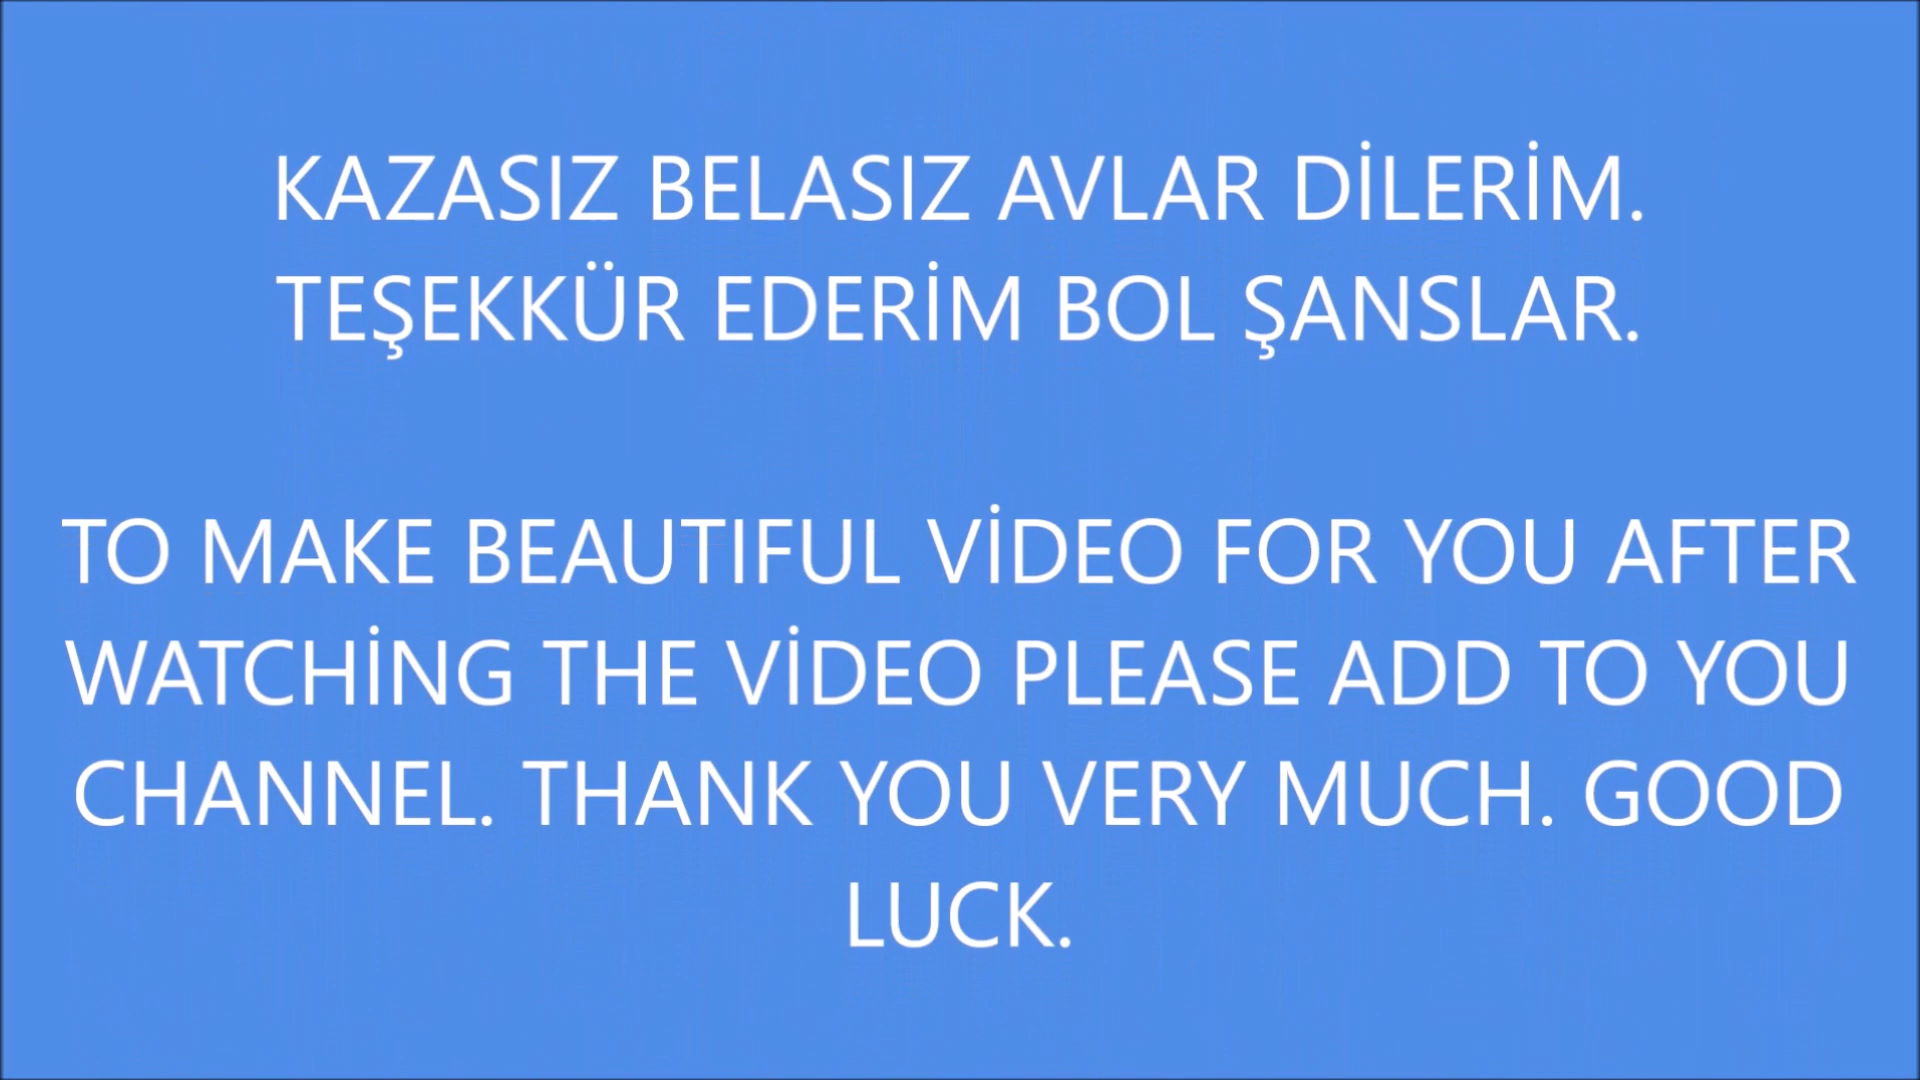 KAZASIZ BELASIZ AVLAR DİLERİM.
TEŞEKKÜR EDERİM BOL ŞANSLAR.
TO MAKE BEAUTIFUL VİDEO FOR YOU AFTER
WATCHİNG THE VİDEO PLEASE ADD TO YOU
CHANNEL. THANK YOU VERY MUCH. GOOD
LUCK.